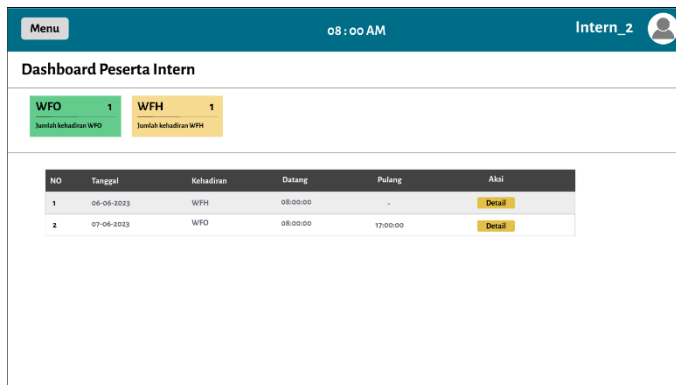 Menu 08 : 00 AM Intern_2
Dashboard Peserta Intern
WFO 1 WFH 1
Jumlah kehadiran WFO Jumlah kehadiran WFH
NO Tanggal Kehadiran Datang Pulang Aksi
1 06-06-2023 WFH 08:00:00 - Detail
2 07-06-2023 WFO 08:00:00 17:00:00 Detail